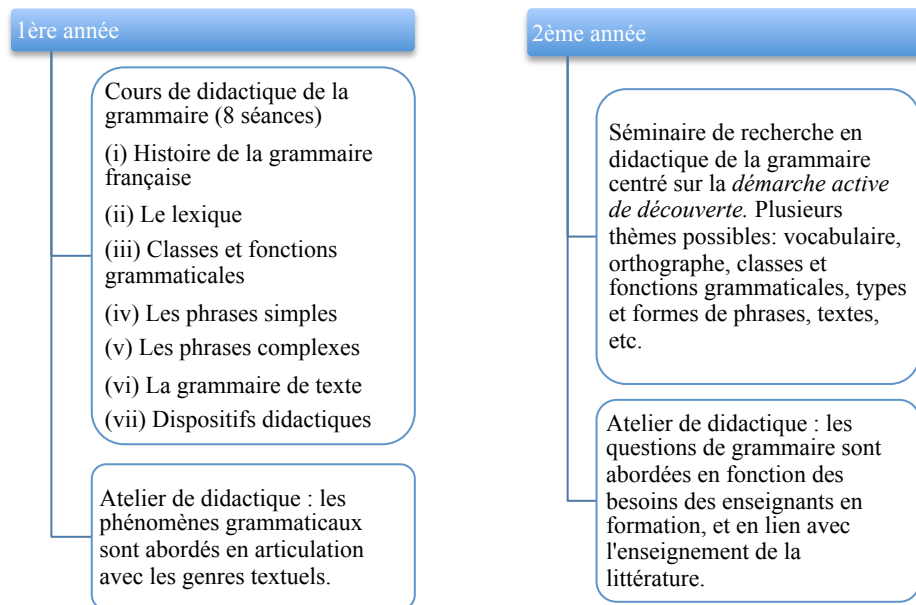 1ère année
Cours de didactique de la
grammaire (8 séances)
(i) Histoire de la grammaire
française
(ii) Le lexique
(iii) Classes et fonctions
grammaticales
(iv) Les phrases simples
(v) Les phrases complexes
(vi) La grammaire de texte
(vii) Dispositifs didactiques
Atelier de didactique : les
phénomènes grammaticaux
sont abordés en articulation
avec les genres textuels.
2ème année
Séminaire de recherche en
didactique de la grammaire
centré sur la démarche active
de découverte. Plusieurs
thèmes possibles: vocabulaire,
orthographe, classes et
fonctions grammaticales, types
et formes de phrases, textes,
etc.
Atelier de didactique : les
questions de grammaire sont
abordées en fonction des
besoins des enseignants en
formation, et en lien avec
l'enseignement de la
littérature.